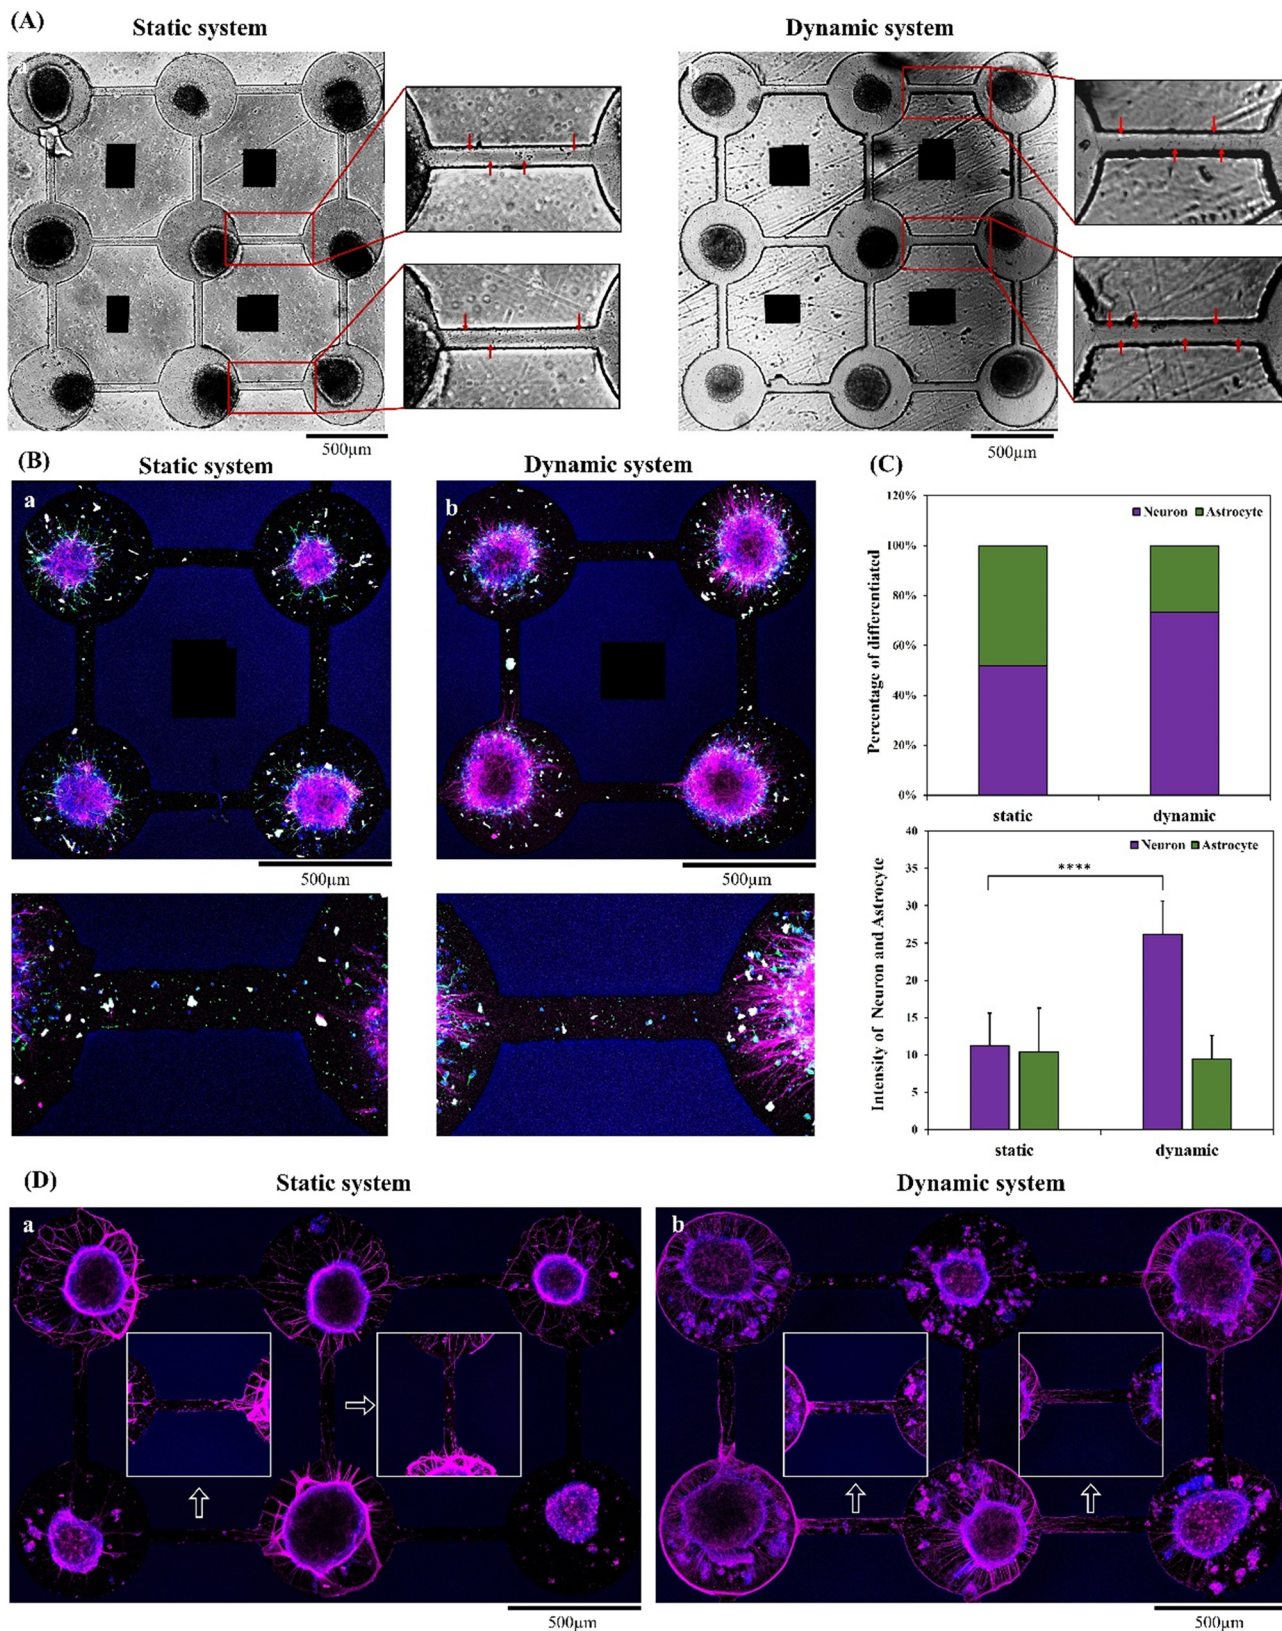 (A)
Static system
Dynamic system
500µm
500µm
(B)
Static system
Dynamic system
(C)
a
b
500µm
500µm
120%
100%
80%
60%
40%
20%
0%
Percentage of differentiated
Neuron
Astrocyte
static
dynamic
40
35
30
25
20
15
10
5
0
Intensity of Neuron and Astrocyte
Neuron
Astrocyte
****
static
dynamic
(D)
Static system
Dynamic system
a
b
500µm
500µm